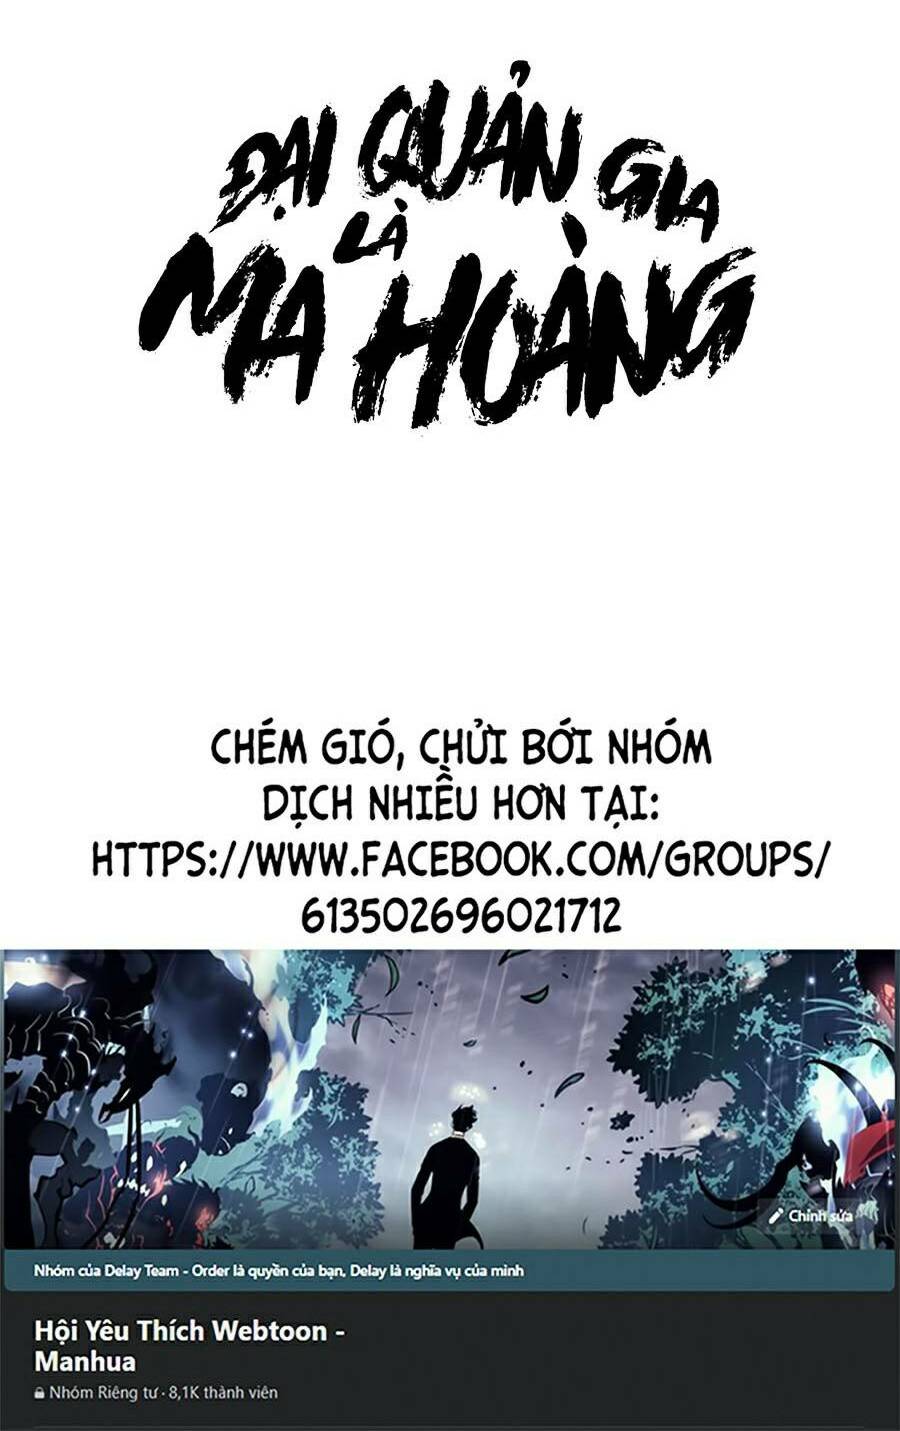 ĐẠI QUẢN GIA
LÀ
MA HOÀNG
CHÉM GIÓ, CHỬI BỚI NHÓM
DỊCH NHIỀU HƠN TẠI:
HTTPS://WWW.FACEBOOK.COM/GROUPS/
613502696021712
Chỉnh sửa
Nhóm của Delay Team - Order là quyền của bạn, Delay là nghĩa vụ của mình
Hội Yêu Thích Webtoon -
Manhua
Nhóm Riêng tư · 8,1K thành viên